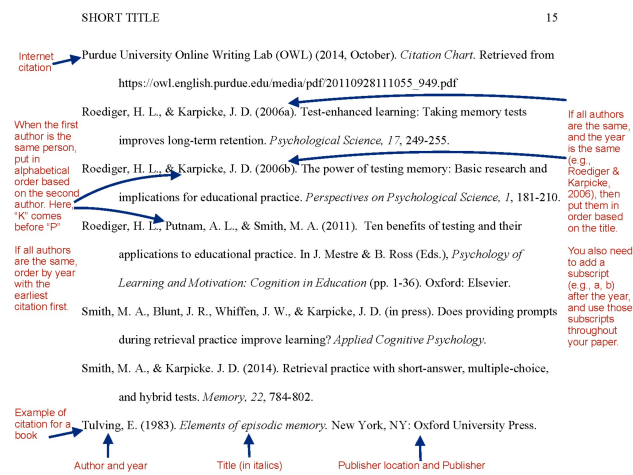 SHORT TITLE 15
Internet
citation
Purdue University Online Writing Lab (OWL) (2014, October). Citation Chart. Retrieved from
https://owl.english.purdue.edu/media/pdf/20110928111055_949.pdf
Roediger, H. L., & Karpicke, J. D. (2006a). Test-enhanced learning: Taking memory tests
improves long-term retention. Psychological Science, 17, 249-255.
Roediger, H. L., & Karpicke, J. D. (2006b). The power of testing memory: Basic research and
implications for educational practice. Perspectives on Psychological Science, 1, 181-210.
Roediger, H. L., Putnam, A. L., & Smith, M. A. (2011). Ten benefits of testing and their
applications to educational practice. In J. Mestre & B. Ross (Eds.), Psychology of
Learning and Motivation: Cognition in Education (pp. 1-36). Oxford: Elsevier.
Smith, M. A., Blunt, J. R., Whiffen, J. W., & Karpicke, J. D. (in press). Does providing prompts
during retrieval practice improve learning? Applied Cognitive Psychology.
Smith, M. A., & Karpicke. J. D. (2014). Retrieval practice with short-answer, multiple-choice,
and hybrid tests. Memory, 22, 784-802.
Tulving, E. (1983). Elements of episodic memory. New York, NY: Oxford University Press.
When the first
author is the
same person,
put in
alphabetical
order based
on the second
author. Here,
"K" comes
before "P"
If all authors
are the same,
order by year
with the
earliest
citation first.
If all authors
are the same,
and the year
is the same
(e.g.,
Roediger &
Karpicke,
2006), then
put them in
order based
on the title.
You also
need to add a
subscript
(e.g., a, b)
after the year,
and use those
subscripts
throughout
your paper.
Example of
citation for a
book
Author and year
Title (in italics)
Publisher location and Publisher